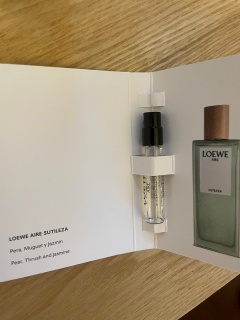 LOEWE AIRE SUTILEZA
Pera, Muguet y Jazmín
Pear, Thrush and jasmine
LOEWE
AIRE
SUTILEZA